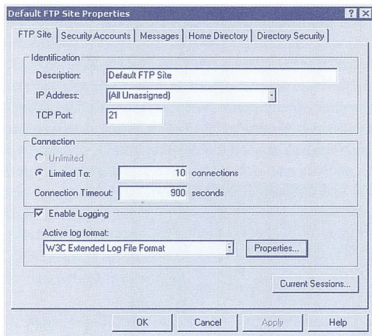 Default FTP Site Properties
FTP Site Security Accounts Messages Home Directory Directory Security
Identification
Description: Default FTP Site
IP Address: (All Unassigned)
TCP Port: 21
Connection
Unlimited
Limited To: 10 connections
Connection Timeout: 900 seconds
Enable Logging
Active log format:
W3C Extended Log File Format Properties...
Current Sessions...
OK Cancel Apply Help